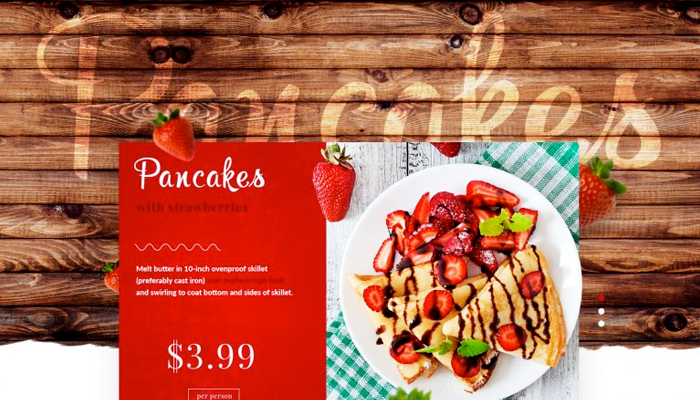 Pancakes
Pancakes
with strawberries
Melt butter in 10-inch ovenproof skillet
(preferably cast iron)
and swirling to coat bottom and sides of skillet.
$3.99
per person